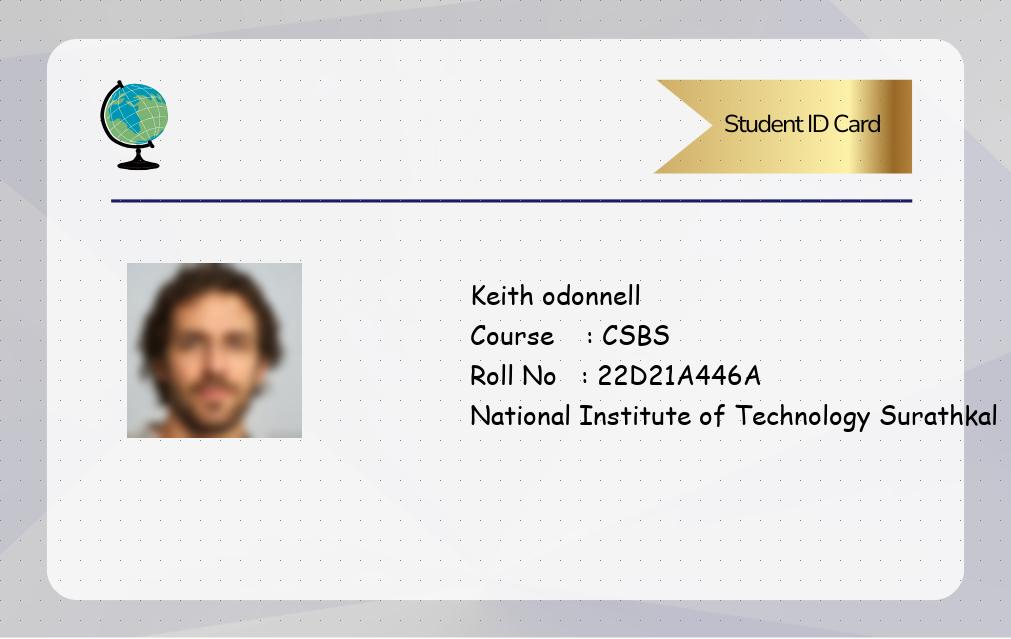 Student ID Card
Keith odonnell
Course : CSBS
Roll No : 22D21A446A
National Institute of Technology Surathkal